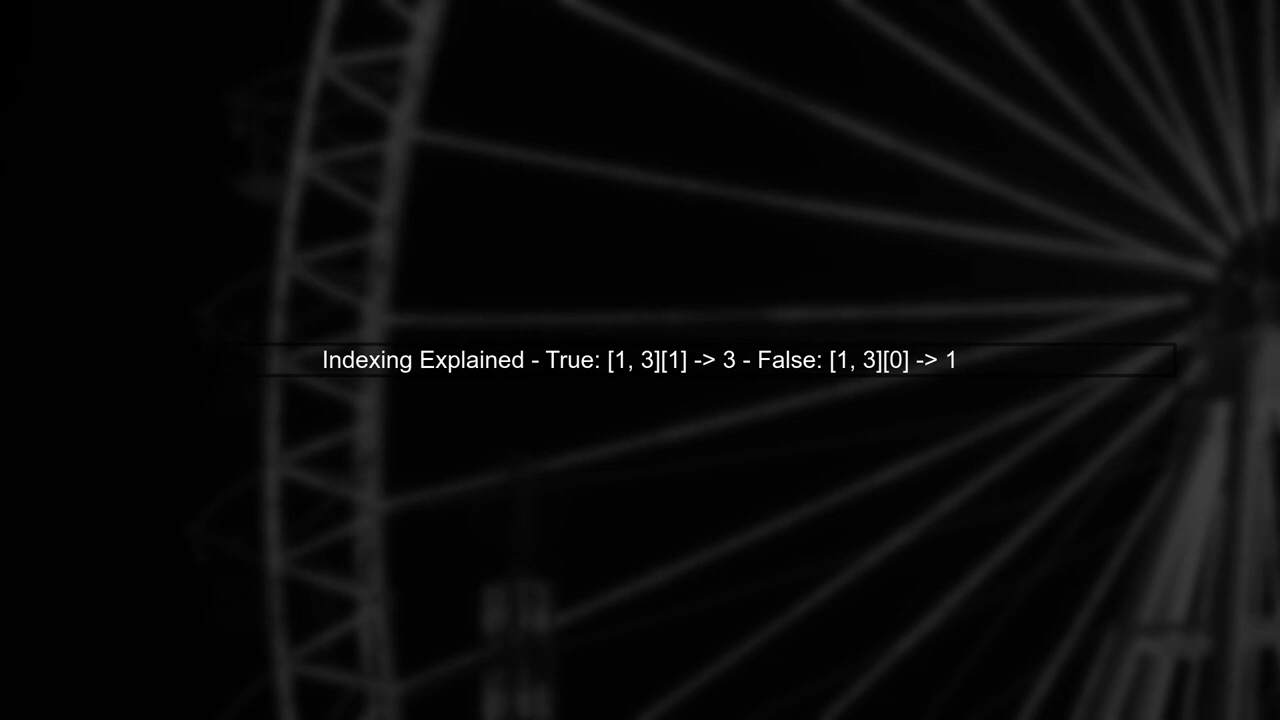 Indexing Explained - True: [1, 3][1] -> 3 - False: [1, 3][0] -> 1